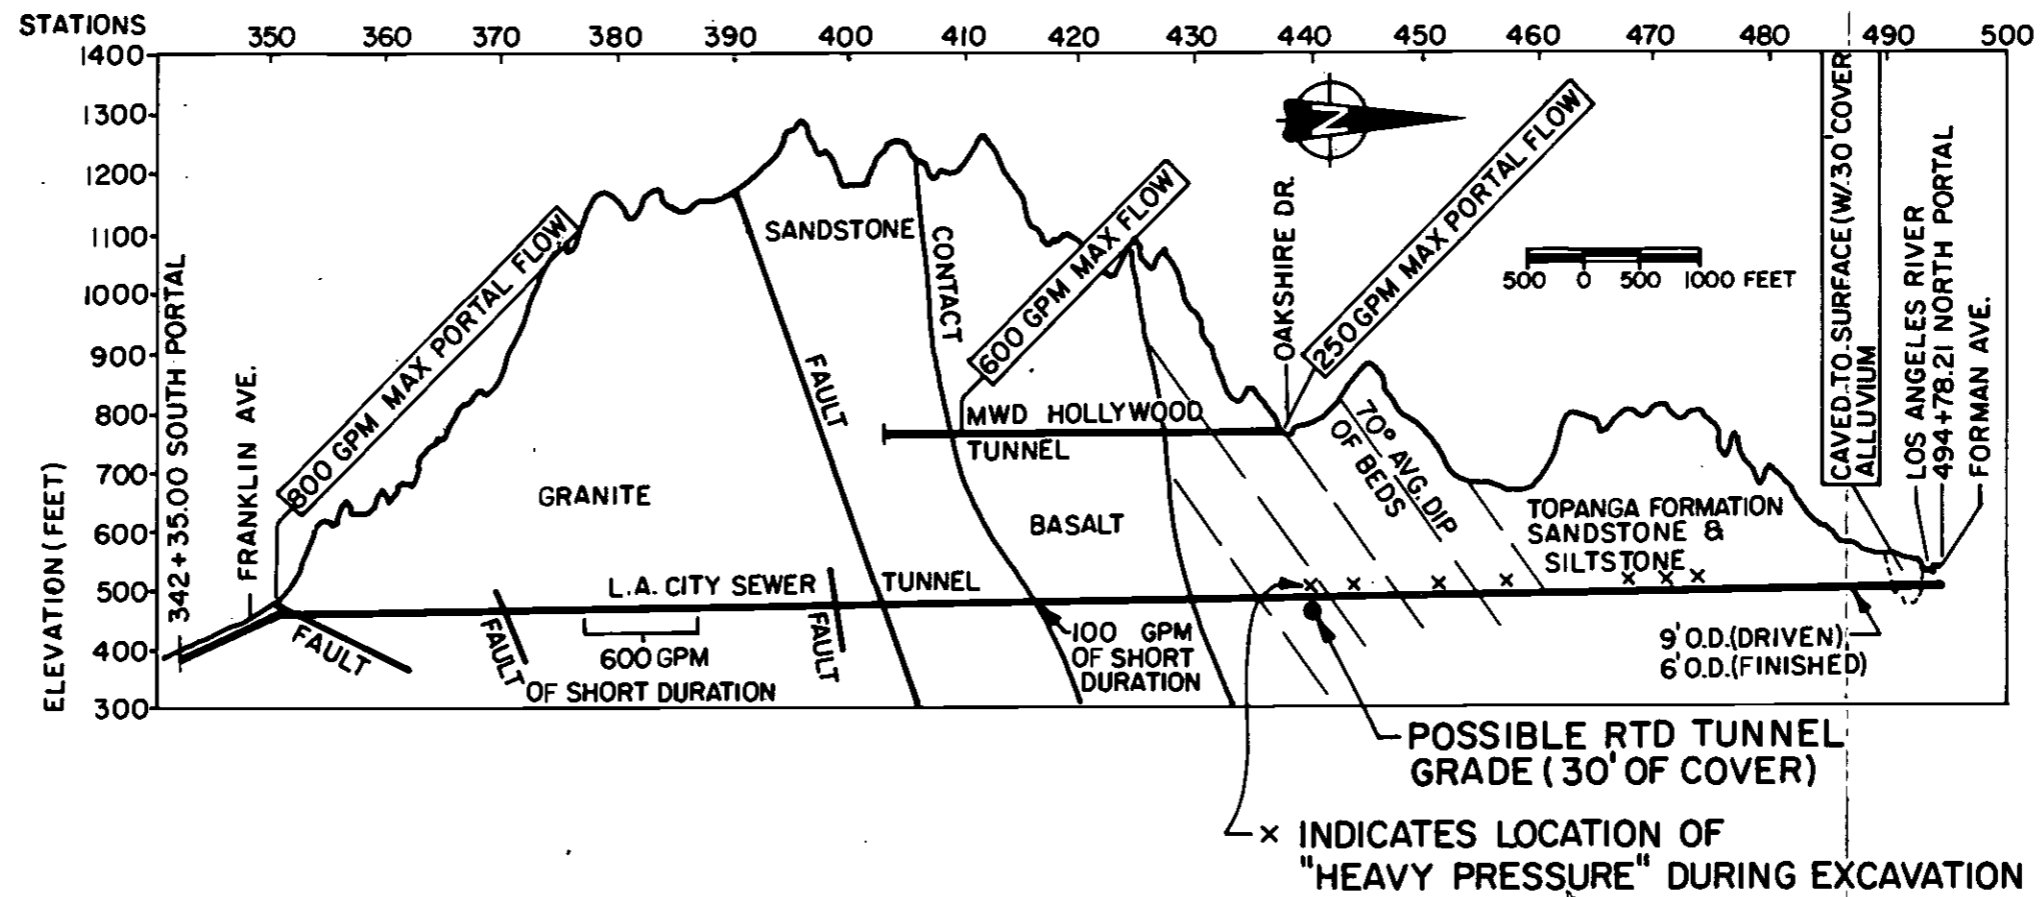 STATIONS
350 360 370 380 390 400 410 420 430 440 450 460 470 480 490 500
1400
1300
1200
1100
1000
900
800
700
600
500
400
300
ELEVATION (FEET)
342+35.00 SOUTH PORTAL
FRANKLIN AVE.
800 GPM MAX PORTAL FLOW
GRANITE
SANDSTONE
FAULT
CONTACT
600 GPM MAX FLOW
MWD HOLLYWOOD
TUNNEL
BASALT
OAKSHIRE DR.
N
250 GPM MAX PORTAL FLOW
500 0 500 1000 FEET
70° AVG. DIP
OF BEDS
TOPANGA FORMATION
SANDSTONE &
SILTSTONE
CAVED TO SURFACE (W/30' COVER
ALLUVIUM
LOS ANGELES RIVER
494+78.21 NORTH PORTAL
FORMAN AVE.
L.A. CITY SEWER TUNNEL
FAULT
FAULT
FAULT
600 GPM
OF SHORT DURATION
100 GPM
OF SHORT
DURATION
9' O.D. (DRIVEN)
6' O.D. (FINISHED)
POSSIBLE RTD TUNNEL
GRADE (30' OF COVER)
x INDICATES LOCATION OF
"HEAVY PRESSURE" DURING EXCAVATION